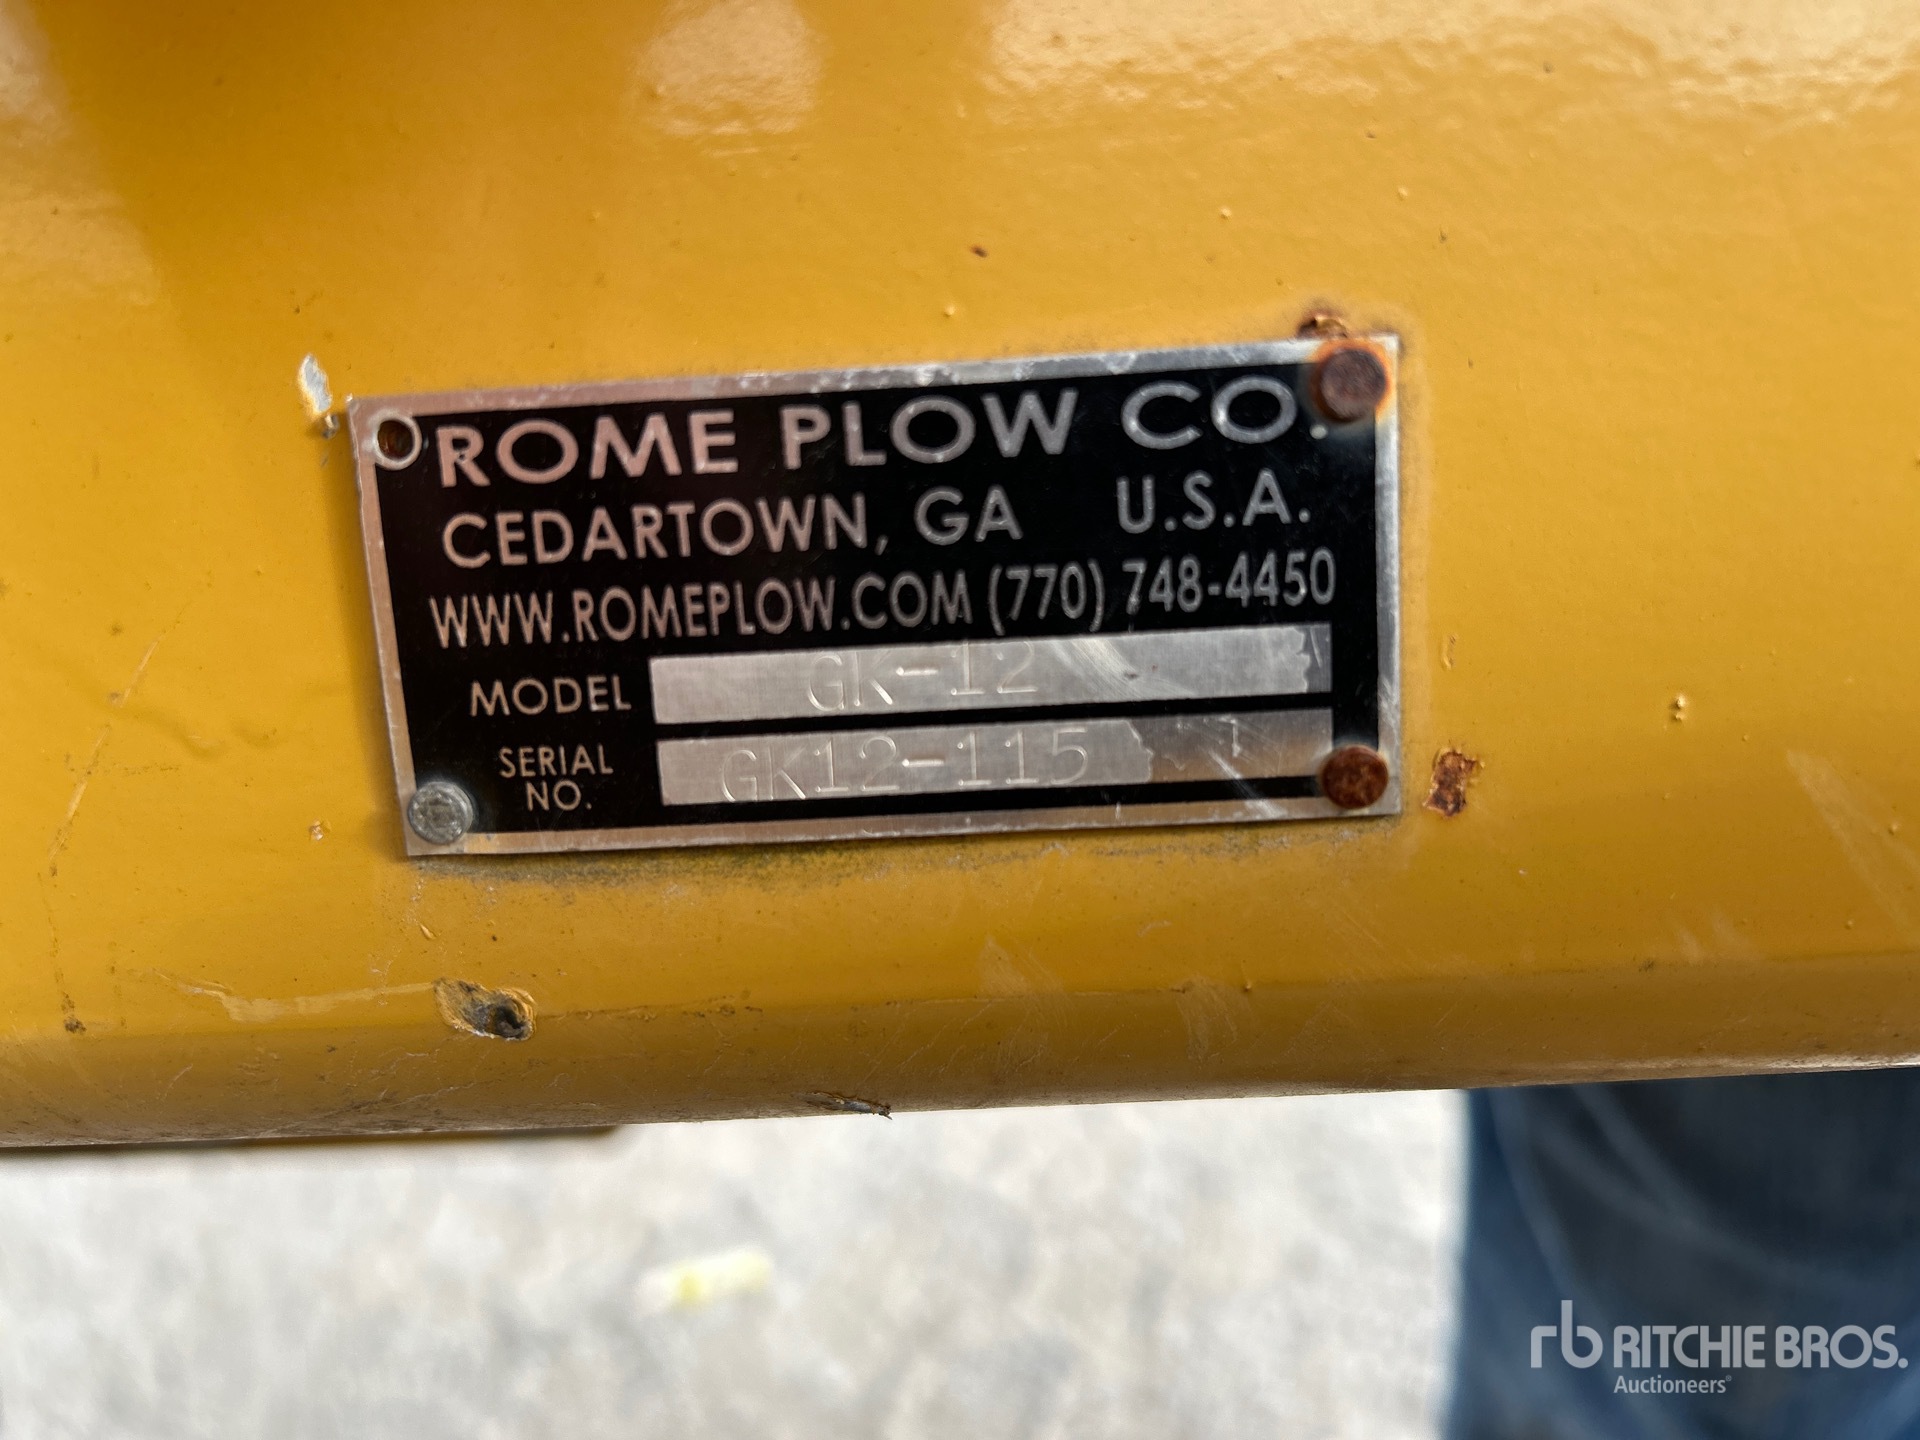 ROME PLOW CO.
CEDARTOWN, GA U.S.A.
WWW.ROMEPLOW.COM (770) 748-4450
MODEL GK-12
SERIAL NO. GK12-115
rb RITCHIE BROS.
Auctioneers®